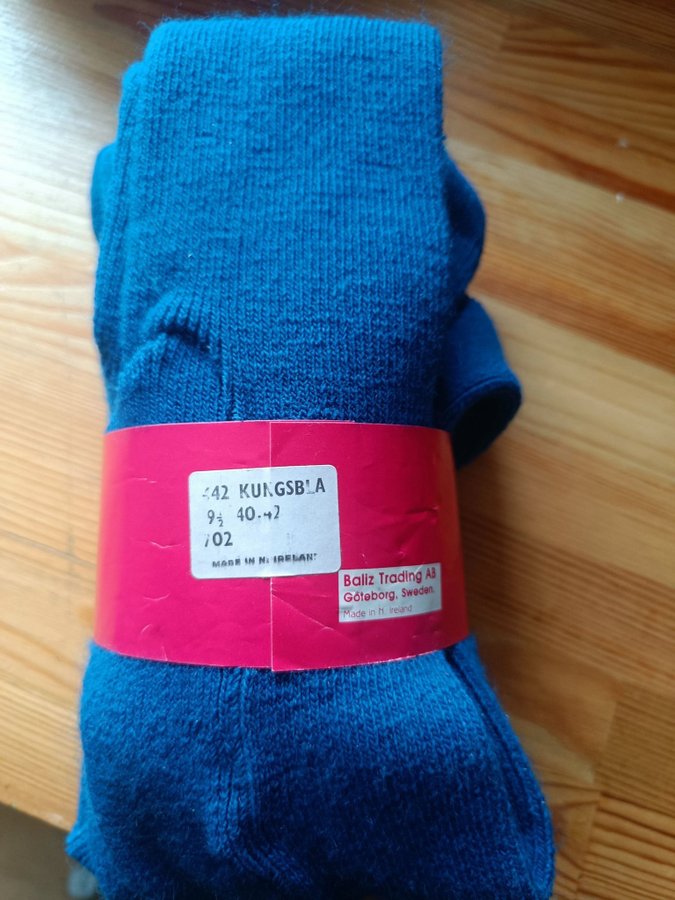 442 KUNGSBLA
9½ 40-42
702
MADE IN N. IRELAND
Baliz Trading AB
Göteborg, Sweden.
Made in N. Ireland